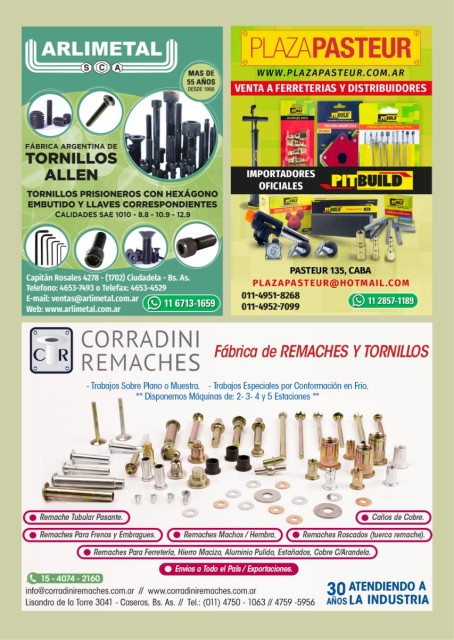 ARLIMETAL
S C A
MAS DE
55 AÑOS
DESDE 1966
FÁBRICA ARGENTINA DE
TORNILLOS
ALLEN
TORNILLOS PRISIONEROS CON HEXÁGONO
EMBUTIDO Y LLAVES CORRESPONDIENTES
CALIDADES SAE 1010 - 8.8 - 10.9 - 12.9
Capitán Rosales 4278 - (1702) Ciudadela - Bs. As.
Telefono: 4653-7493 o Telefax: 4653-4529
E-mail: ventas@arlimetal.com.ar
Web: www.arlimetal.com.ar
11 6713-1659
PLAZAPASTEUR
WWW.PLAZAPASTEUR.COM.AR
VENTA A FERRETERIAS Y DISTRIBUIDORES
IMPORTADORES
OFICIALES
PITBUILD
PASTEUR 135, CABA
PLAZAPASTEUR@HOTMAIL.COM
011-4951-8268
011-4952-7099
11 2857-1189
C R
CORRADINI
REMACHES
Fábrica de REMACHES Y TORNILLOS
- Trabajos Sobre Plano o Muestra. - Trabajos Especiales por Conformación en Frio.
** Disponemos Máquinas de: 2- 3- 4 y 5 Estaciones **
Remache Tubular Pasante.
Caños de Cobre.
Remaches Para Frenos y Embragues.
Remaches Machos / Hembra.
Remaches Roscados (tuerca remache).
Remaches Para Ferretería, Hierro Macizo, Aluminio Pulido, Estañados, Cobre C/Arandela.
Envios a Todo el País / Exportaciones.
15 - 4074 - 2160
info@corradiniremaches.com.ar // www.corradiniremaches.com.ar
Lisandro de la Torre 3041 - Caseros, Bs. As. // Tel.: (011) 4750 - 1063 // 4759 -5956
30 AÑOS ATENDIENDO A
LA INDUSTRIA